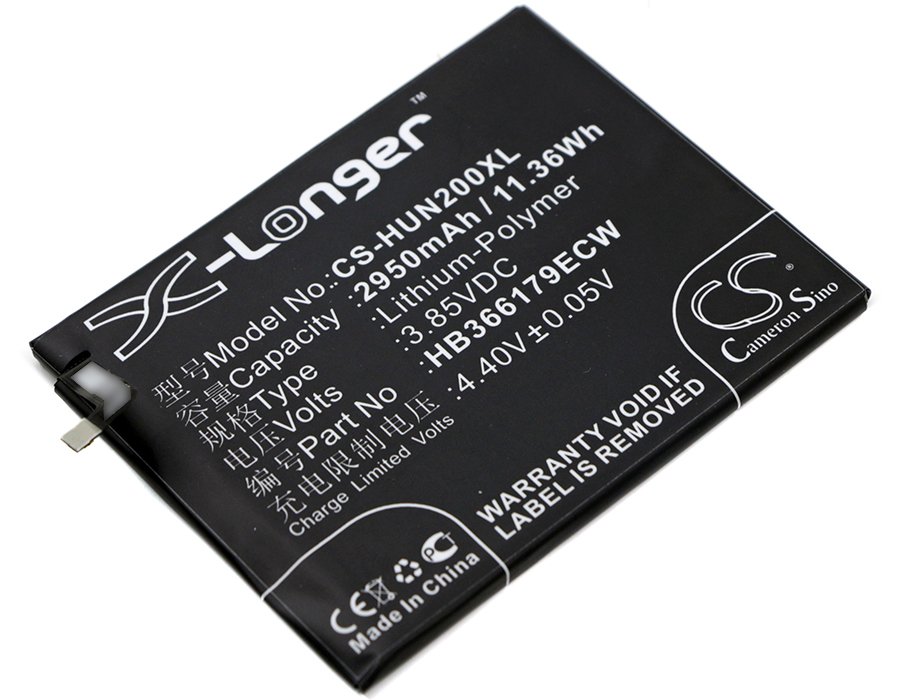 X-Longer™
型号Model No.:CS-HUN200XL
容量Capacity :2950mAh / 11.36Wh
规格Type :Lithium-Polymer
电压Volts :3.85VDC
编号Part No :HB366179ECW
充电限制电压 :4.40V±0.05V
Charge Limited Volts
CS®
Cameron Sino
WARRANTY VOID IF
LABEL IS REMOVED
CE PCT
Made in China